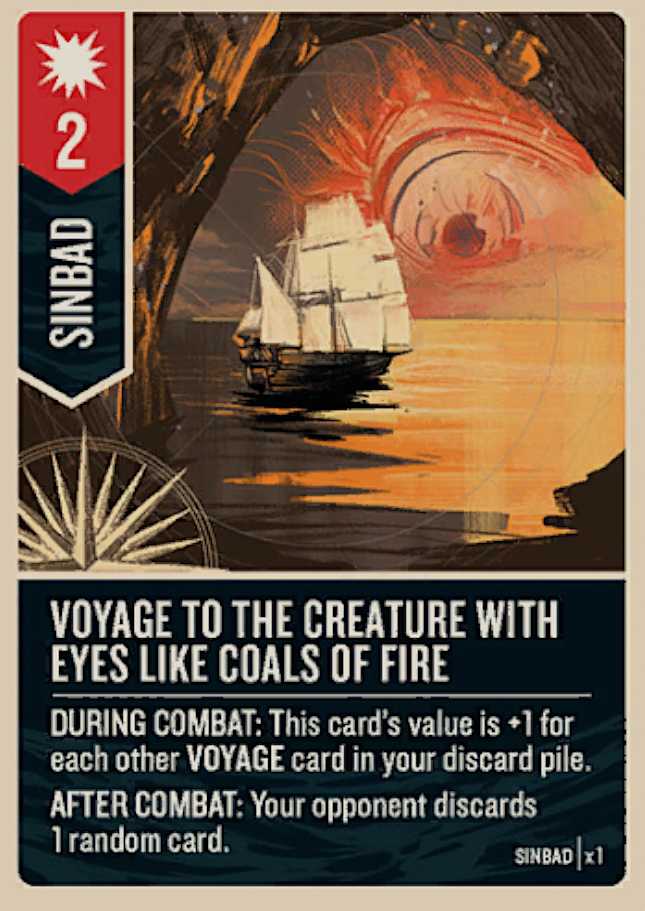 2
SINBAD
VOYAGE TO THE CREATURE WITH
EYES LIKE COALS OF FIRE
DURING COMBAT: This card's value is +1 for
each other VOYAGE card in your discard pile.
AFTER COMBAT: Your opponent discards
1 random card.
SINBAD | x1